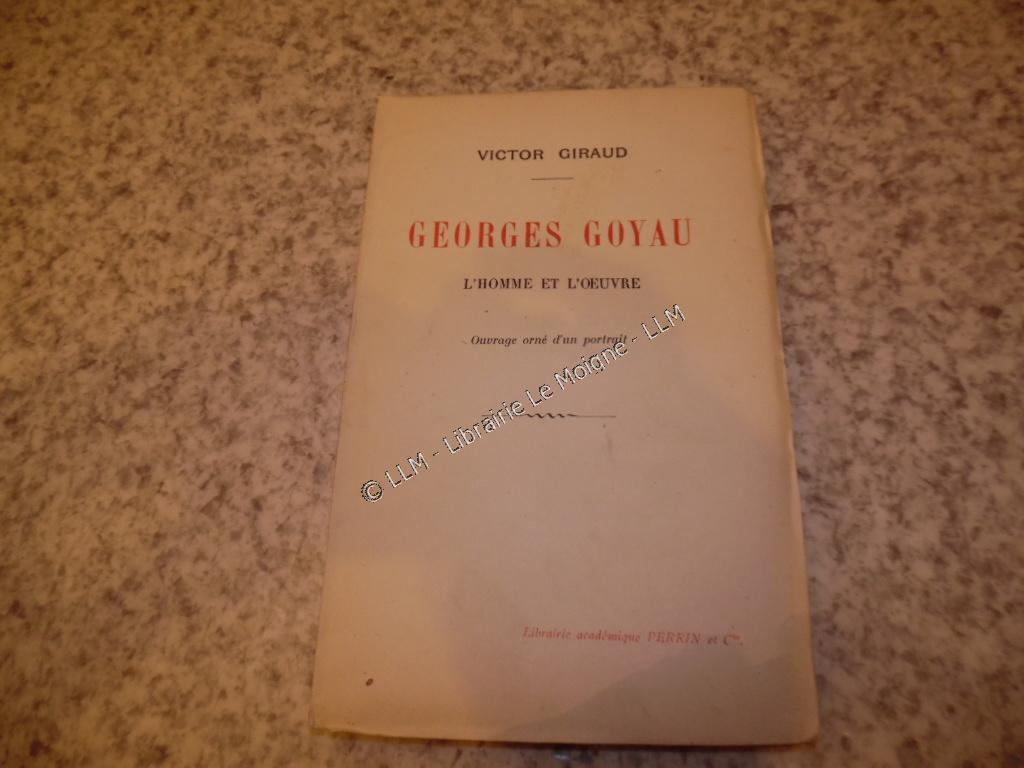 VICTOR GIRAUD
GEORGES GOYAU
L'HOMME ET L'ŒUVRE
Ouvrage orné d'un portrait
© LLM - Librairie Le Moigne - LLM
Librairie académique PERRIN et Cie.